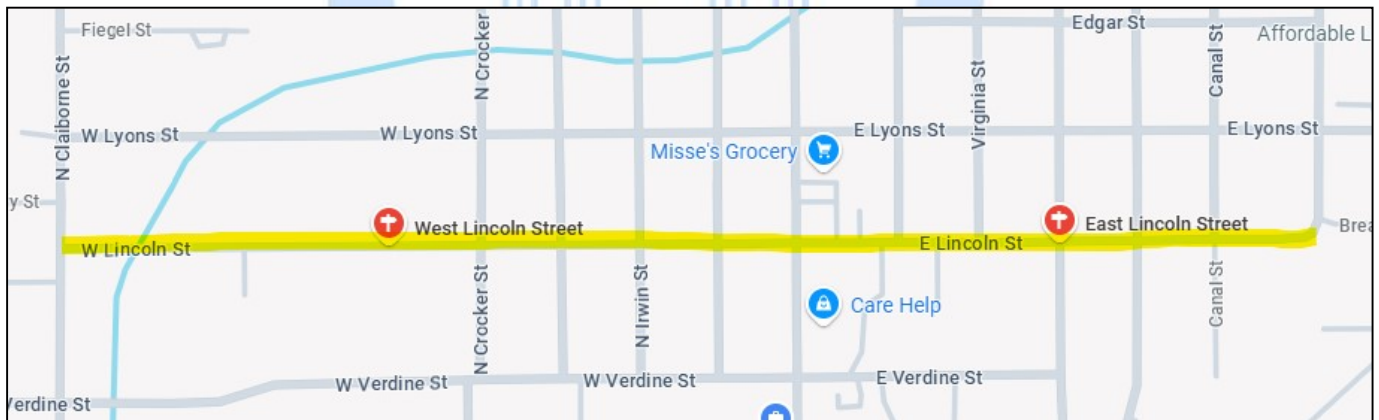 Fiegel St
N Claiborne St
N Crocker
Edgar St
Virginia St
Canal St
Affordable L
W Lyons St
W Lyons St
E Lyons St
E Lyons St
Misse's Grocery
y St
West Lincoln Street
East Lincoln Street
Brea
W Lincoln St
E Lincoln St
N Crocker St
N Irwin St
Canal St
Care Help
W Verdine St
W Verdine St
E Verdine St
Verdine St